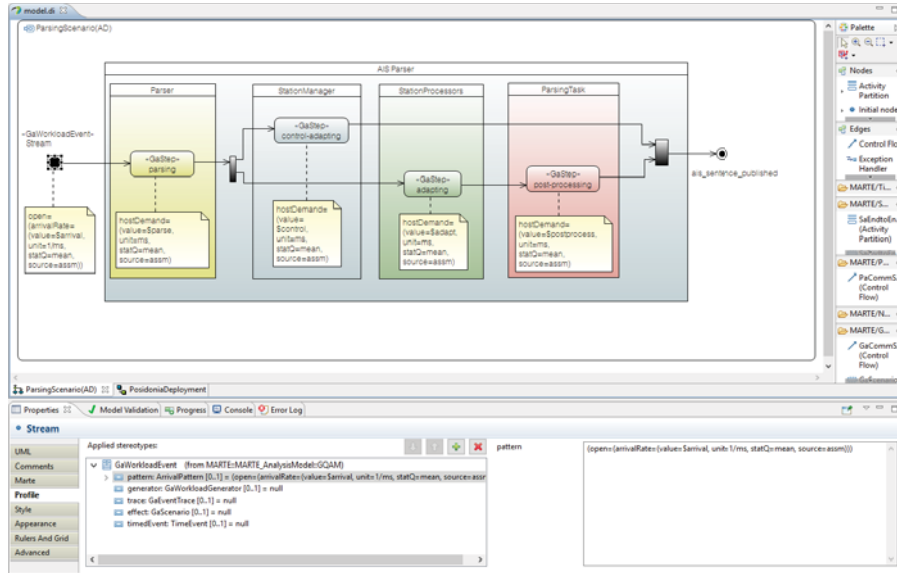 model.di
ParsingScenario(AD)
AIS Parser
Parser
StationManager
StationProcessors
ParsingTask
«GaWorkloadEvent»
Stream
«GaStep»
parsing
«GaStep»
control-adapting
«GaStep»
adapting
«GaStep»
post-processing
ais_sentence_published
open=
(arrivalRate=
(value=$arrival,
unit=1/ms,
statQ=mean,
source=assm))
hostDemand=
(value=$parse,
unit=ms,
statQ=mean,
source=assm)
hostDemand=
(value=
$control,
unit=ms,
statQ=mean,
source=assm)
hostDemand=
(value=$adapt,
unit=ms,
statQ=mean,
source=assm)
hostDemand=
(value=$postprocess,
unit=ms,
statQ=mean,
source=assm)
Palette
Nodes
Activity
Partition
Initial node
Edges
Control Flo
Exception
Handler
MARTE/Ti...
MARTE/S...
SaEndtoEn
(Activity
Partition)
MARTE/P...
PaCommS
(Control
Flow)
MARTE/N...
MARTE/G...
GaCommS
(Control
Flow)
GaScenario
ParsingScenario(AD)
PosidoniaDeployment
Properties
Model Validation
Progress
Console
Error Log
Stream
UML
Comments
Marte
Profile
Style
Appearance
Rulers And Grid
Advanced
Applied stereotypes:
GaWorkloadEvent (from MARTE::MARTE_AnalysisModel::GQAM)
pattern: ArrivalPattern [0..1] = (open=(arrivalRate=(value=$arrival, unit=1/ms, statQ=mean, source=assr
generator: GaWorkloadGenerator [0..1] = null
trace: GaEventTrace [0..1] = null
effect: GaScenario [0..1] = null
timedEvent: TimeEvent [0..1] = null
pattern
(open=(arrivalRate=(value=$arrival, unit=1/ms, statQ=mean, source=assm)))